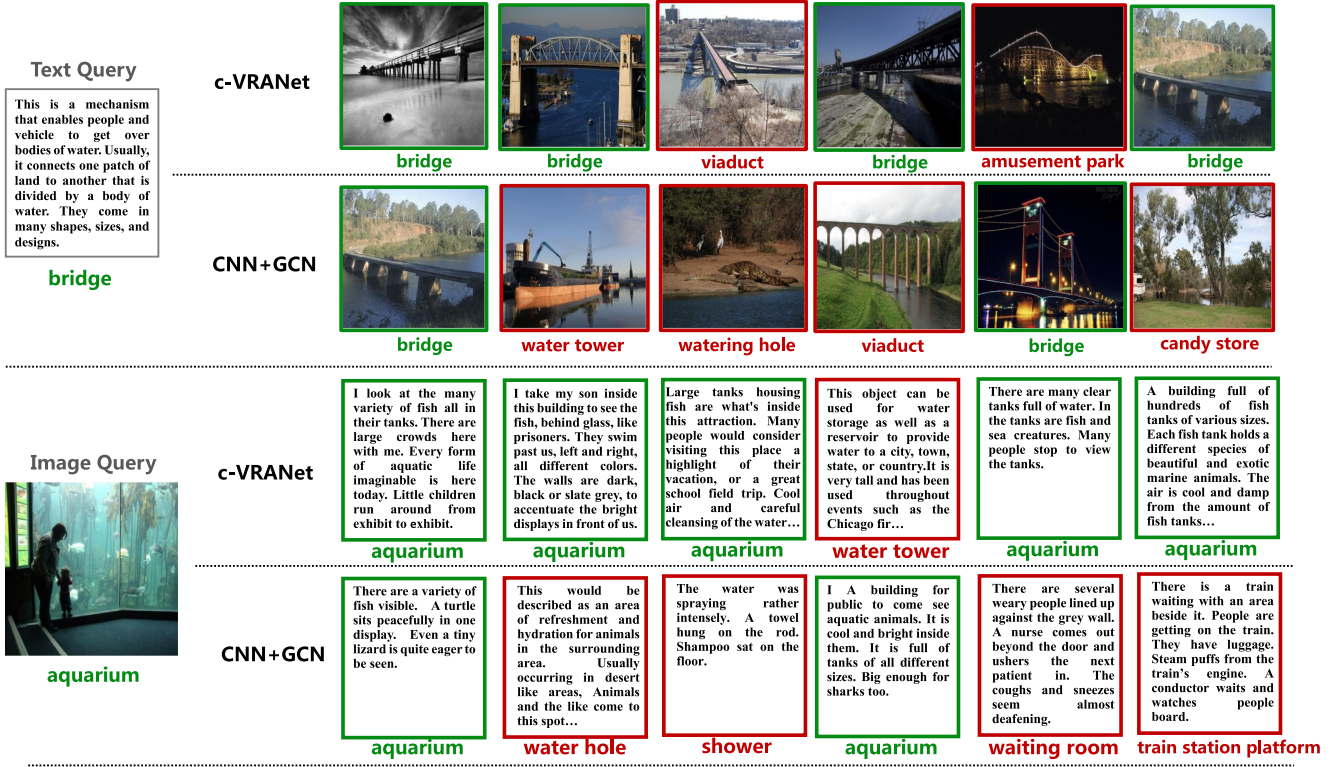 Text Query
This is a mechanism
that enables people and
vehicle to get over
bodies of water. Usually,
it connects one patch of
land to another that is
divided by a body of
water. They come in
many shapes, sizes, and
designs.
bridge
c-VRANet
bridge
bridge
viaduct
bridge
amusement park
bridge
CNN+GCN
bridge
water tower
watering hole
viaduct
bridge
candy store
Image Query
aquarium
c-VRANet
I look at the many
variety of fish all in
their tanks. There are
large crowds here
with me. Every form
of aquatic life
imaginable is here
today. Little children
run around from
exhibit to exhibit.
aquarium
I take my son inside
this building to see the
fish, behind glass, like
prisoners. They swim
past us, left and right,
all different colors.
The walls are dark,
black or slate grey, to
accentuate the bright
displays in front of us.
aquarium
Large tanks housing
fish are what's inside
this attraction. Many
people would consider
visiting this place a
highlight of their
vacation, or a great
school field trip. Cool
air and careful
cleansing of the water…
aquarium
This object can be
used for water
storage as well as a
reservoir to provide
water to a city, town,
state, or country.It is
very tall and has been
used throughout
events such as the
Chicago fir…
water tower
There are many clear
tanks full of water. In
the tanks are fish and
sea creatures. Many
people stop to view
the tanks.
aquarium
A building full of
hundreds of fish
tanks of various sizes.
Each fish tank holds a
different species of
beautiful and exotic
marine animals. The
air is cool and damp
from the amount of
fish tanks…
aquarium
CNN+GCN
There are a variety of
fish visible. A turtle
sits peacefully in one
display. Even a tiny
lizard is quite eager to
be seen.
aquarium
This would be
described as an area
of refreshment and
hydration for animals
in the surrounding
area. Usually
occurring in desert
like areas, Animals
and the like come to
this spot…
water hole
The water was
spraying rather
intensely. A towel
hung on the rod.
Shampoo sat on the
floor.
shower
I A building for
public to come see
aquatic animals. It is
cool and bright inside
them. It is full of
tanks of all different
sizes. Big enough for
sharks too.
aquarium
There are several
weary people lined up
against the grey wall.
A nurse comes out
beyond the door and
ushers the next
patient in. The
coughs and sneezes
seem almost
deafening.
waiting room
There is a train
waiting with an area
beside it. People are
getting on the train.
They have luggage.
Steam puffs from the
train's engine. A
conductor waits and
watches people
board.
train station platform